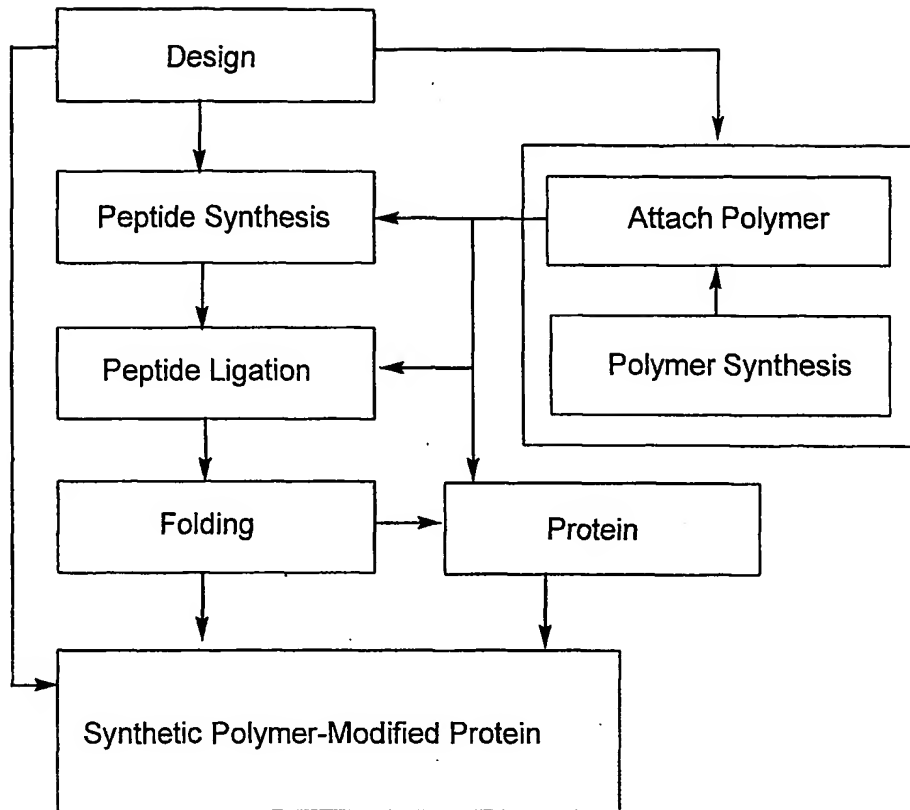 Design
Peptide Synthesis
Attach Polymer
Peptide Ligation
Polymer Synthesis
Folding
Protein
Synthetic Polymer-Modified Protein